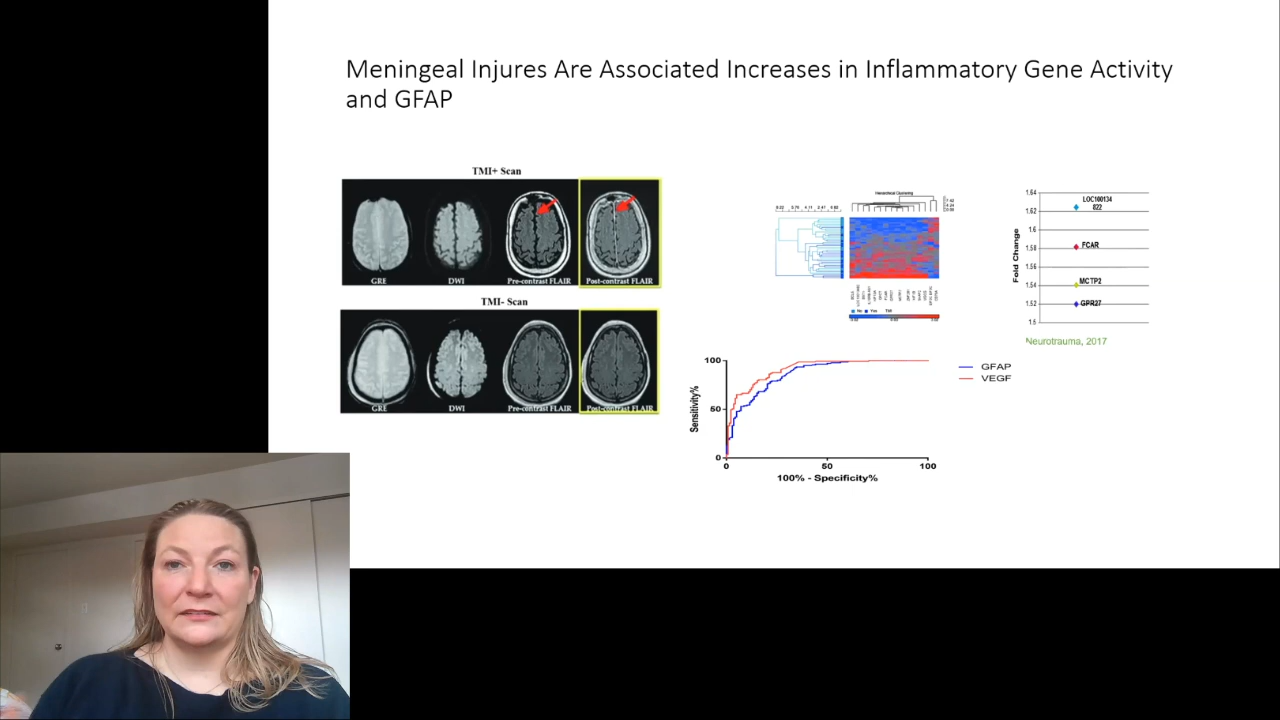 Meningeal Injures Are Associated Increases in Inflammatory Gene Activity
and GFAP
TMI+ Scan
GRE
DWI
Pre-contrast FLAIR
Post-contrast FLAIR
TMI- Scan
GRE
DWI
Pre-contrast FLAIR
Post-contrast FLAIR
Hierarchical Clustering
No Yes TMI
Fold Change
1.64
1.62
1.6
1.58
1.56
1.54
1.52
1.5
LOC100134
822
FCAR
MCTP2
GPR27
Neurotrauma, 2017
Sensitivity%
100
50
0
0 50 100
100% - Specificity%
GFAP
VEGF